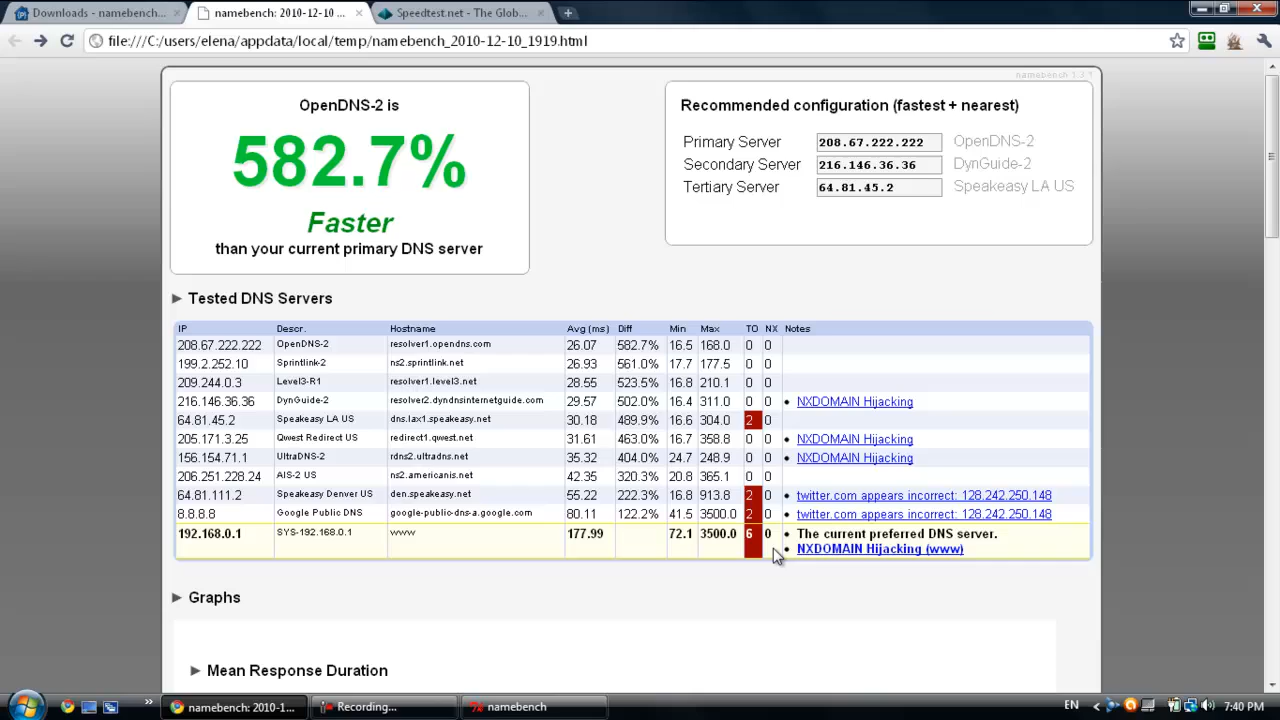 Downloads - namebench...
namebench: 2010-12-10 ...
Speedtest.net - The Glob...
file:///C:/users/elena/appdata/local/temp/namebench_2010-12-10_1919.html
namebench 1.3.1
OpenDNS-2 is
582.7%
Faster
than your current primary DNS server
Recommended configuration (fastest + nearest)
Primary Server 208.67.222.222 OpenDNS-2
Secondary Server 216.146.36.36 DynGuide-2
Tertiary Server 64.81.45.2 Speakeasy LA US
Tested DNS Servers
IP Descr. Hostname Avg (ms) Diff Min Max TO NX Notes
208.67.222.222 OpenDNS-2 resolver1.opendns.com 26.07 582.7% 16.5 168.0 0 0
199.2.252.10 Sprintlink-2 ns2.sprintlink.net 26.93 561.0% 17.7 177.5 0 0
209.244.0.3 Level3-R1 resolver1.level3.net 28.55 523.5% 16.8 210.1 0 0
216.146.36.36 DynGuide-2 resolver2.dyndnsinternetguide.com 29.57 502.0% 16.4 311.0 0 0 • NXDOMAIN Hijacking
64.81.45.2 Speakeasy LA US dns.lax1.speakeasy.net 30.18 489.9% 16.6 304.0 2 0
205.171.3.25 Qwest Redirect US redirect1.qwest.net 31.61 463.0% 16.7 358.8 0 0 • NXDOMAIN Hijacking
156.154.71.1 UltraDNS-2 rdns2.ultradns.net 35.32 404.0% 24.7 248.9 0 0 • NXDOMAIN Hijacking
206.251.228.24 AIS-2 US ns2.americanis.net 42.35 320.3% 20.8 365.1 0 0
64.81.111.2 Speakeasy Denver US den.speakeasy.net 55.22 222.3% 16.8 913.8 2 0 • twitter.com appears incorrect: 128.242.250.148
8.8.8.8 Google Public DNS google-public-dns-a.google.com 80.11 122.2% 41.5 3500.0 2 0 • twitter.com appears incorrect: 128.242.250.148
192.168.0.1 SYS-192.168.0.1 www 177.99 72.1 3500.0 6 0 • The current preferred DNS server.
• NXDOMAIN Hijacking (www)
Graphs
Mean Response Duration
namebench: 2010-1...
Recording...
namebench
EN
7:40 PM